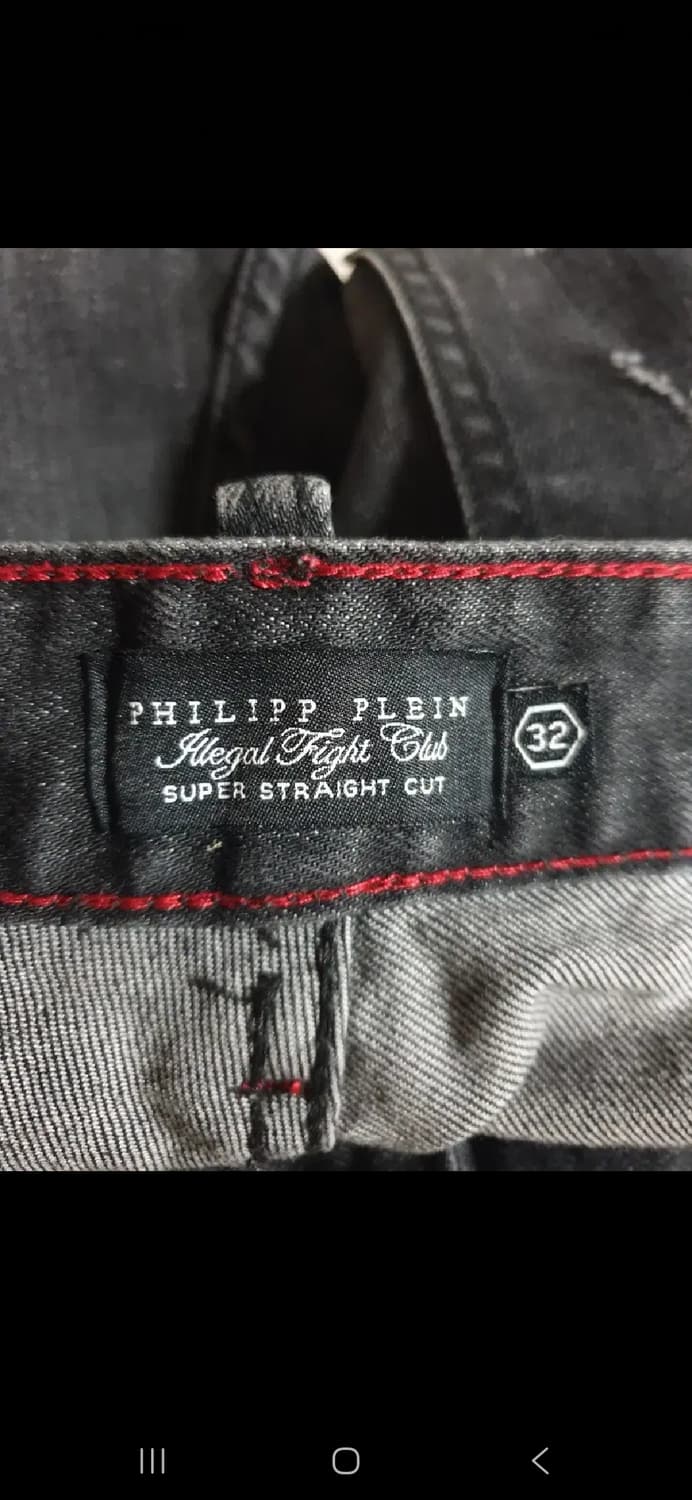 PHILIPP PLEIN
Illegal Fight Club
SUPER STRAIGHT CUT
32